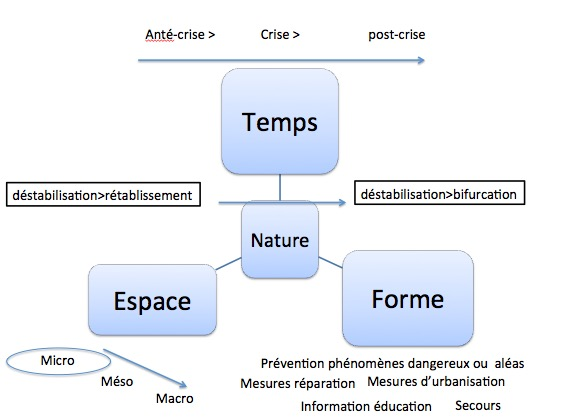 Anté-crise > Crise > post-crise
Temps
déstabilisation>rétablissement
déstabilisation>bifurcation
Nature
Espace
Forme
Micro
Méso
Macro
Prévention phénomènes dangereux ou aléas
Mesures réparation Mesures d'urbanisation
Information éducation Secours